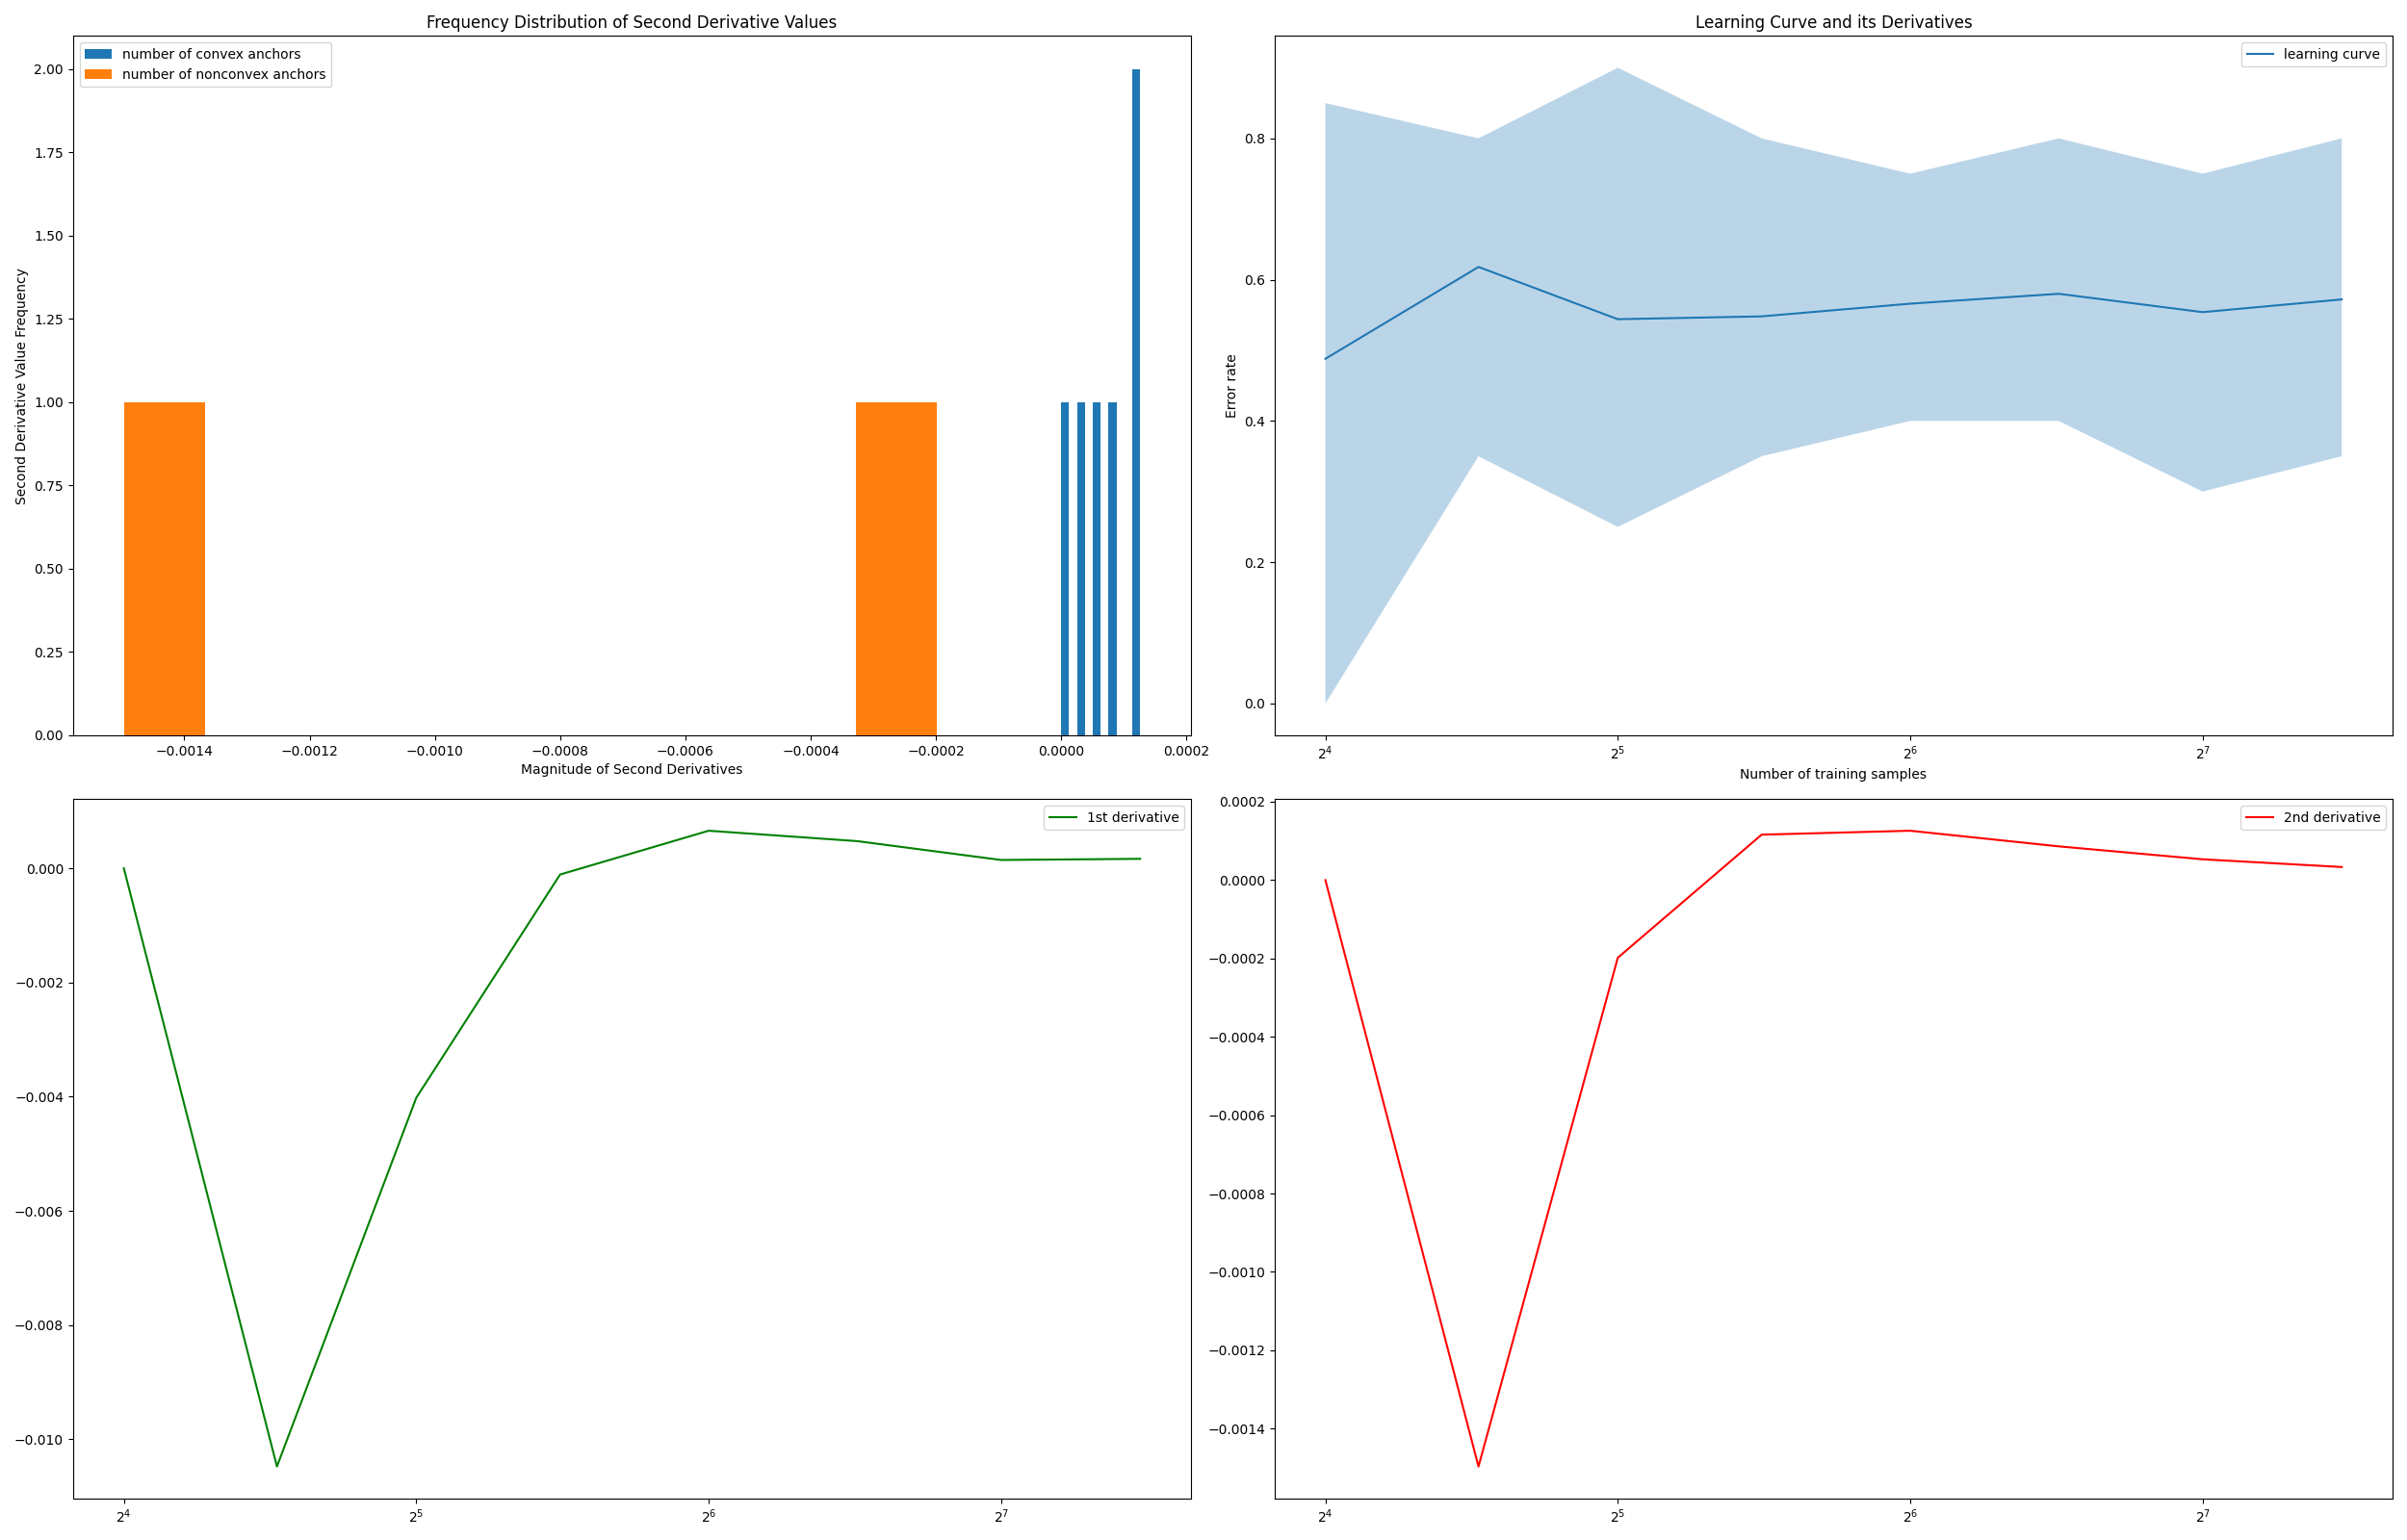 Frequency Distribution of Second Derivative Values
number of convex anchors
number of nonconvex anchors
Second Derivative Value Frequency
2.00
1.75
1.50
1.25
1.00
0.75
0.50
0.25
0.00
−0.0014 −0.0012 −0.0010 −0.0008 −0.0006 −0.0004 −0.0002 0.0000 0.0002
Magnitude of Second Derivatives
Learning Curve and its Derivatives
learning curve
Error rate
0.8
0.6
0.4
0.2
0.0
2⁴ 2⁵ 2⁶ 2⁷
Number of training samples
1st derivative
0.000
−0.002
−0.004
−0.006
−0.008
−0.010
2⁴ 2⁵ 2⁶ 2⁷
2nd derivative
0.0002
0.0000
−0.0002
−0.0004
−0.0006
−0.0008
−0.0010
−0.0012
−0.0014
2⁴ 2⁵ 2⁶ 2⁷